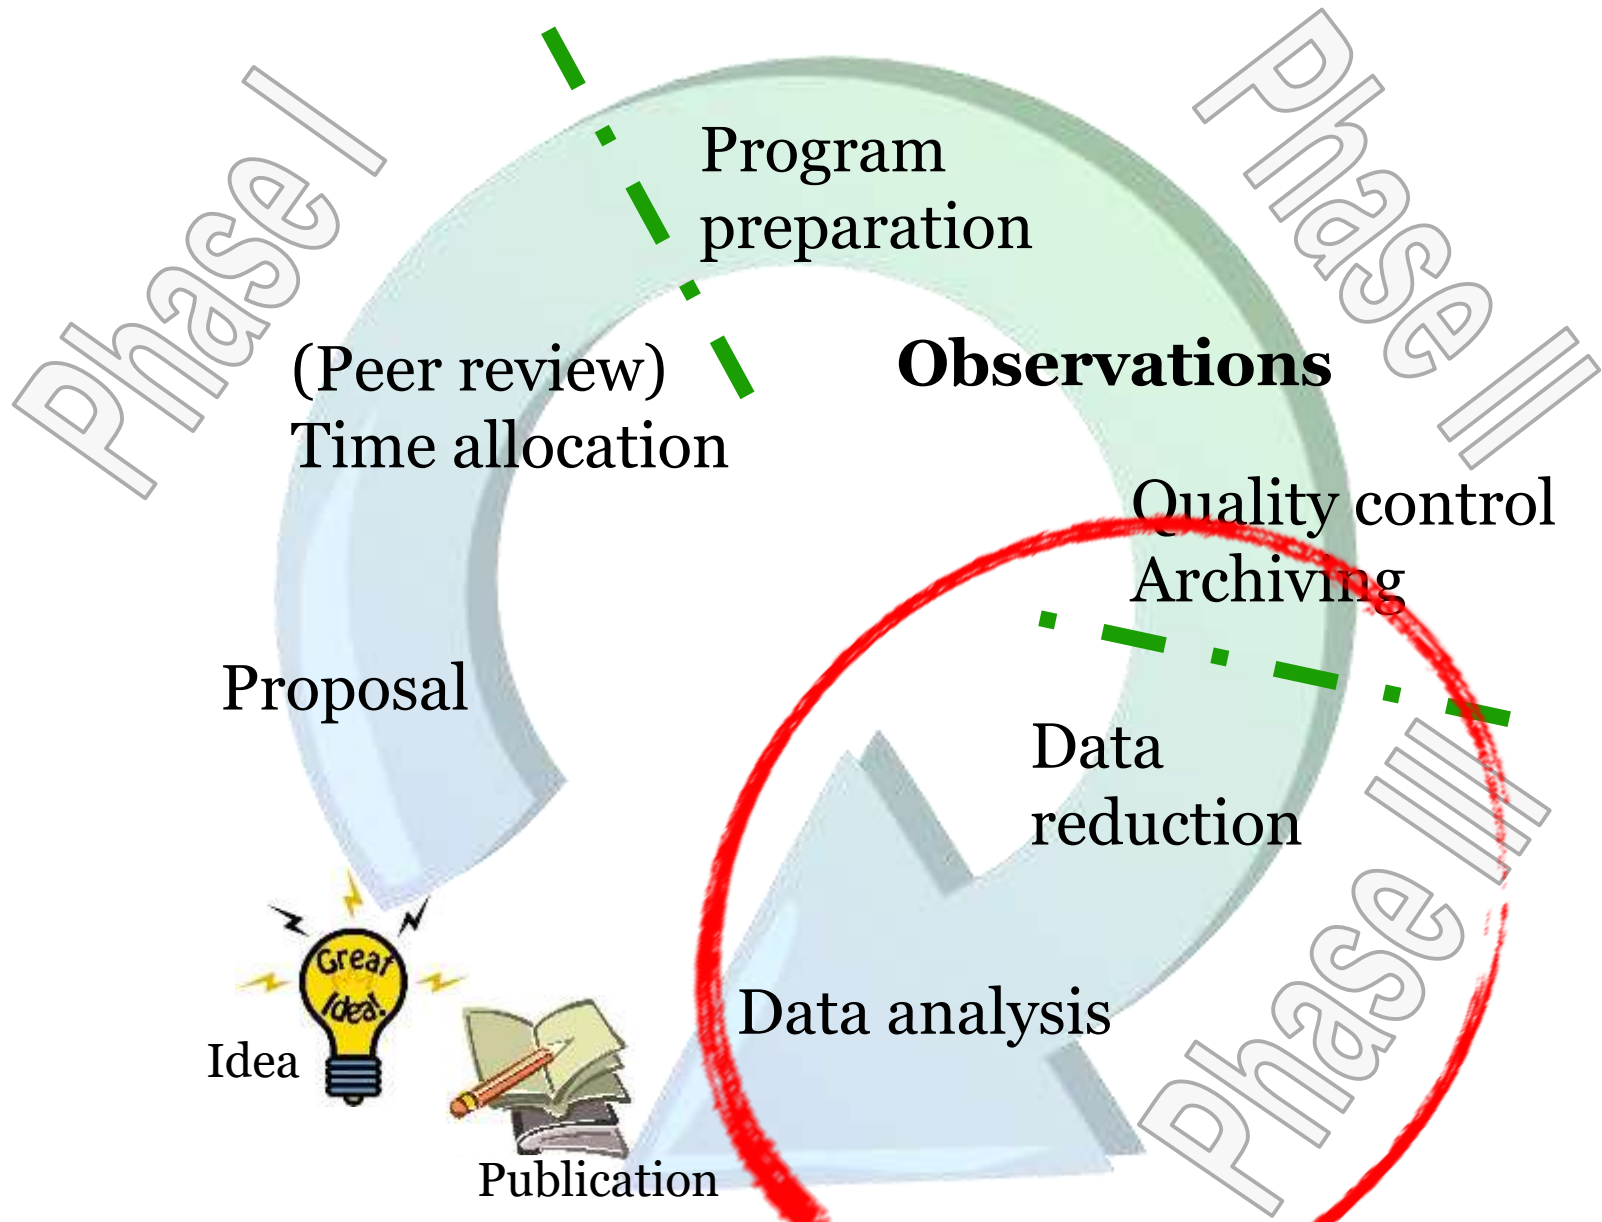 Phase I
Phase II
Program
preparation
(Peer review)
Time allocation
Observations
Quality control
Archiving
Proposal
Data
reduction
Phase III
Great
Idea!
Idea
Data analysis
Publication